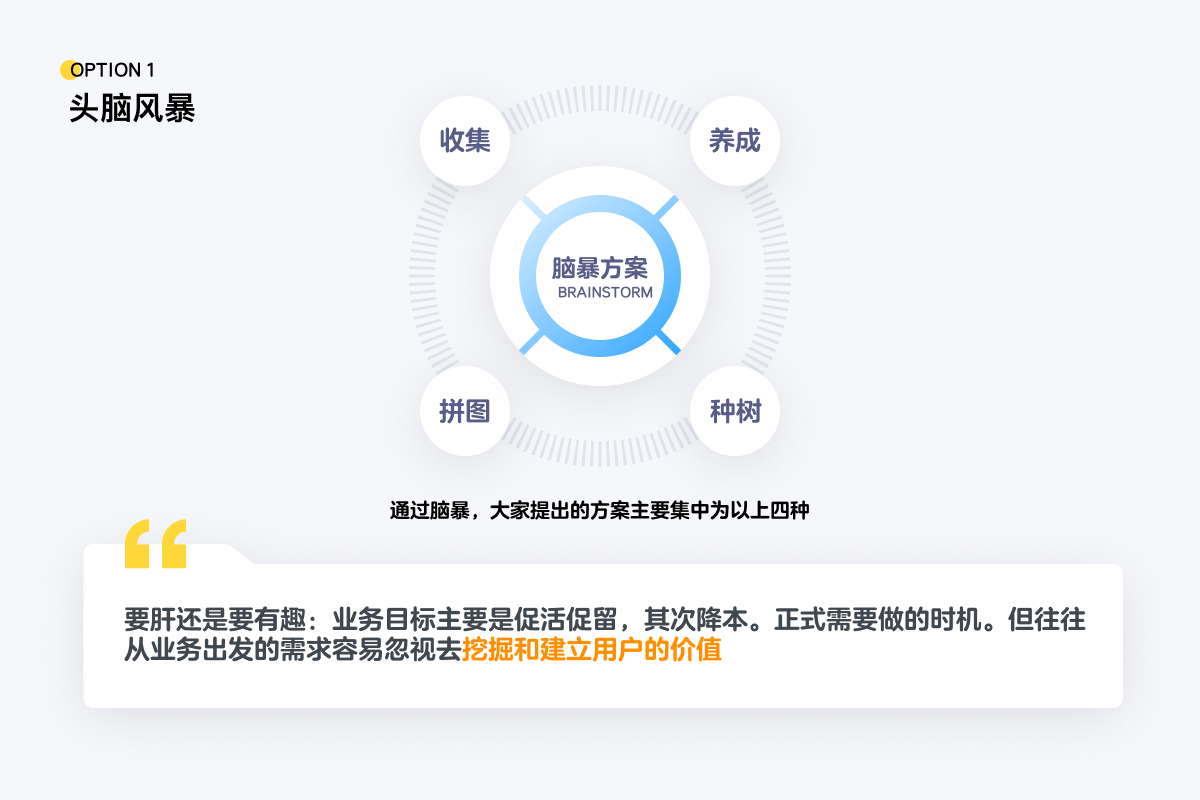 OPTION 1
头脑风暴
收集
养成
脑暴方案
BRAINSTORM
拼图
种树
通过脑暴，大家提出的方案主要集中为以上四种
要肝还是要有趣：业务目标主要是促活促留，其次降本。正式需要做的时机。但往往
从业务出发的需求容易忽视去挖掘和建立用户的价值